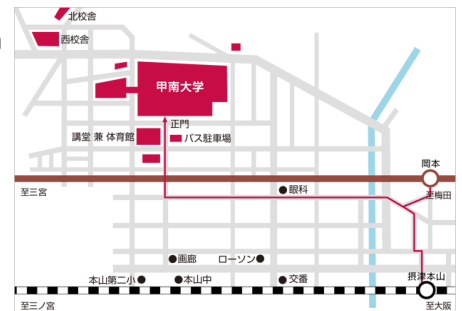 北校舎
西校舎
甲南大学
正門
講堂 兼 体育館
バス駐車場
岡本
至三宮
眼科
至梅田
画廊
ローソン
摂津本山
本山第二小
本山中
交番
至三ノ宮
至大阪